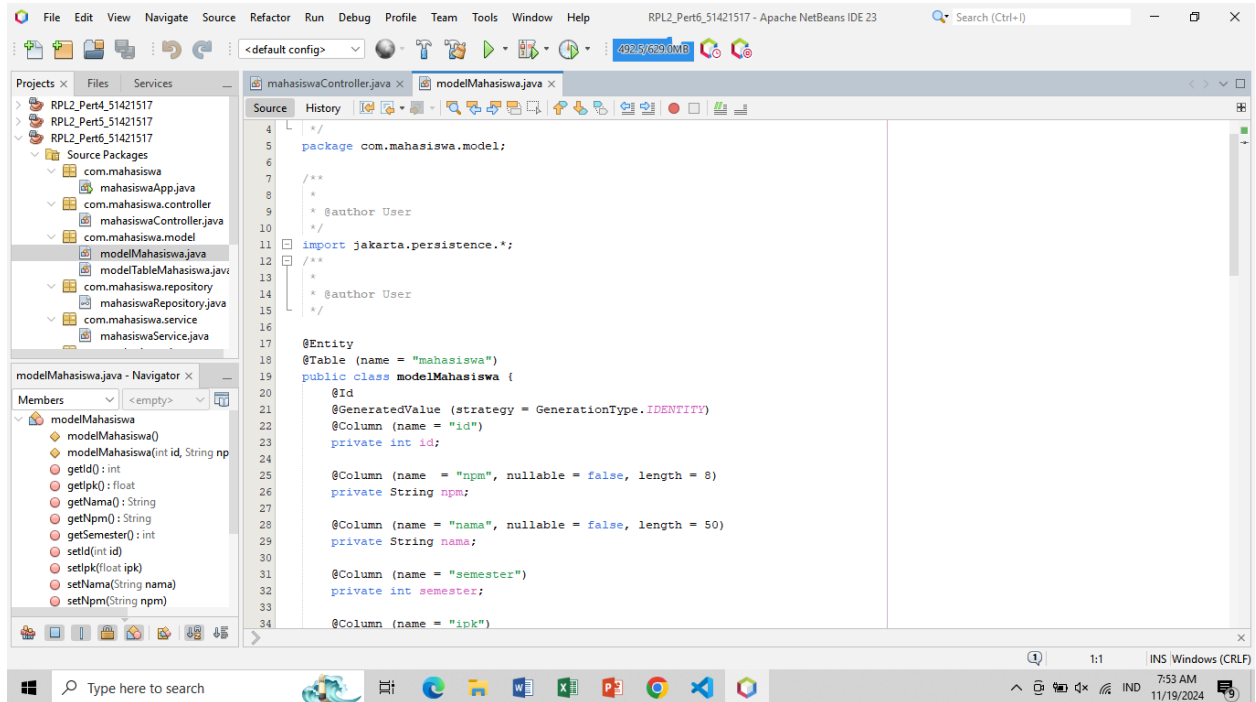 File Edit View Navigate Source Refactor Run Debug Profile Team Tools Window Help RPL2_Pert6_51421517 - Apache NetBeans IDE 23 Search (Ctrl+I)
<default config> 492.5/629.0MB
Projects Files Services
mahasiswaController.java modelMahasiswa.java
Source History
RPL2_Pert4_51421517
RPL2_Pert5_51421517
RPL2_Pert6_51421517
Source Packages
com.mahasiswa
mahasiswaApp.java
com.mahasiswa.controller
mahasiswaController.java
com.mahasiswa.model
modelMahasiswa.java
modelTableMahasiswa.java
com.mahasiswa.repository
mahasiswaRepository.java
com.mahasiswa.service
mahasiswaService.java
modelMahasiswa.java - Navigator
Members <empty>
modelMahasiswa
modelMahasiswa()
modelMahasiswa(int id, String np
getId() : int
getIpk() : float
getNama() : String
getNpm() : String
getSemester() : int
setId(int id)
setIpk(float ipk)
setNama(String nama)
setNpm(String npm)
4 */
5 package com.mahasiswa.model;
6
7 /**
8 *
9 * @author User
10 */
11 import jakarta.persistence.*;
12 /**
13 *
14 * @author User
15 */
16
17 @Entity
18 @Table (name = "mahasiswa")
19 public class modelMahasiswa {
20 @Id
21 @GeneratedValue (strategy = GenerationType.IDENTITY)
22 @Column (name = "id")
23 private int id;
24
25 @Column (name  = "npm", nullable = false, length = 8)
26 private String npm;
27
28 @Column (name = "nama", nullable = false, length = 50)
29 private String nama;
30
31 @Column (name = "semester")
32 private int semester;
33
34 @Column (name = "ipk")
1 1:1 INS Windows (CRLF)
Type here to search
IND 7:53 AM
11/19/2024
9